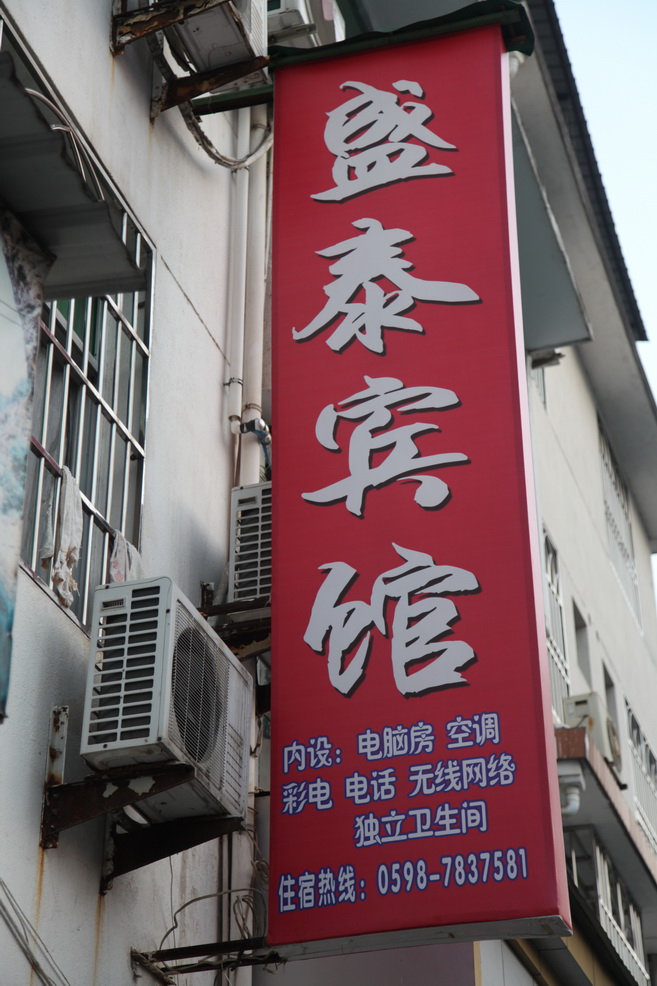 盛泰宾馆
内设：电脑房 空调
彩电 电话 无线网络
独立卫生间
住宿热线：0598-7837581